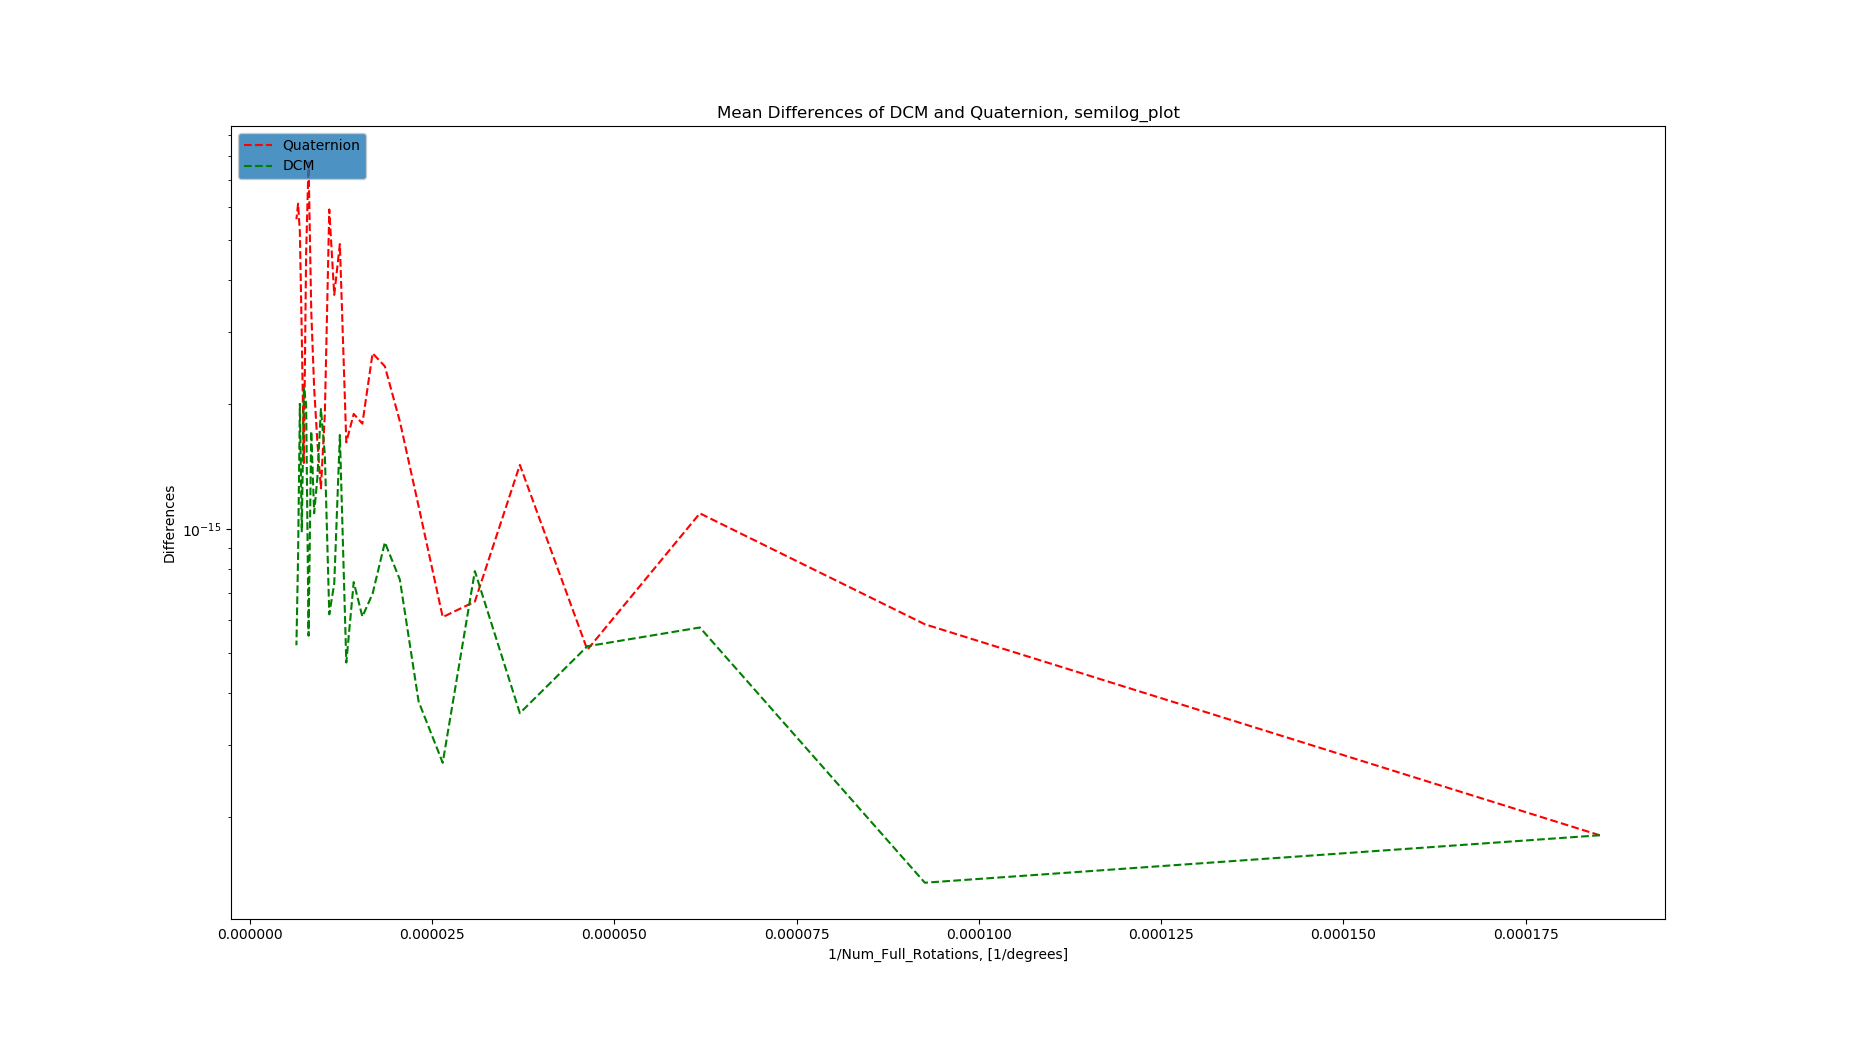 Mean Differences of DCM and Quaternion, semilog_plot
Quaternion
DCM
Differences
10⁻¹⁵
0.000000 0.000025 0.000050 0.000075 0.000100 0.000125 0.000150 0.000175
1/Num_Full_Rotations, [1/degrees]